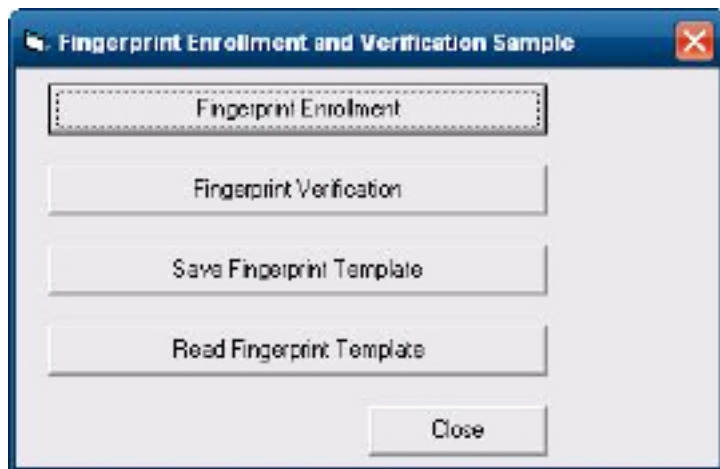 Fingerprint Enrollment and Verification Sample
Fingerprint Enrollment
Fingerprint Verification
Save Fingerprint Template
Read Fingerprint Template
Close